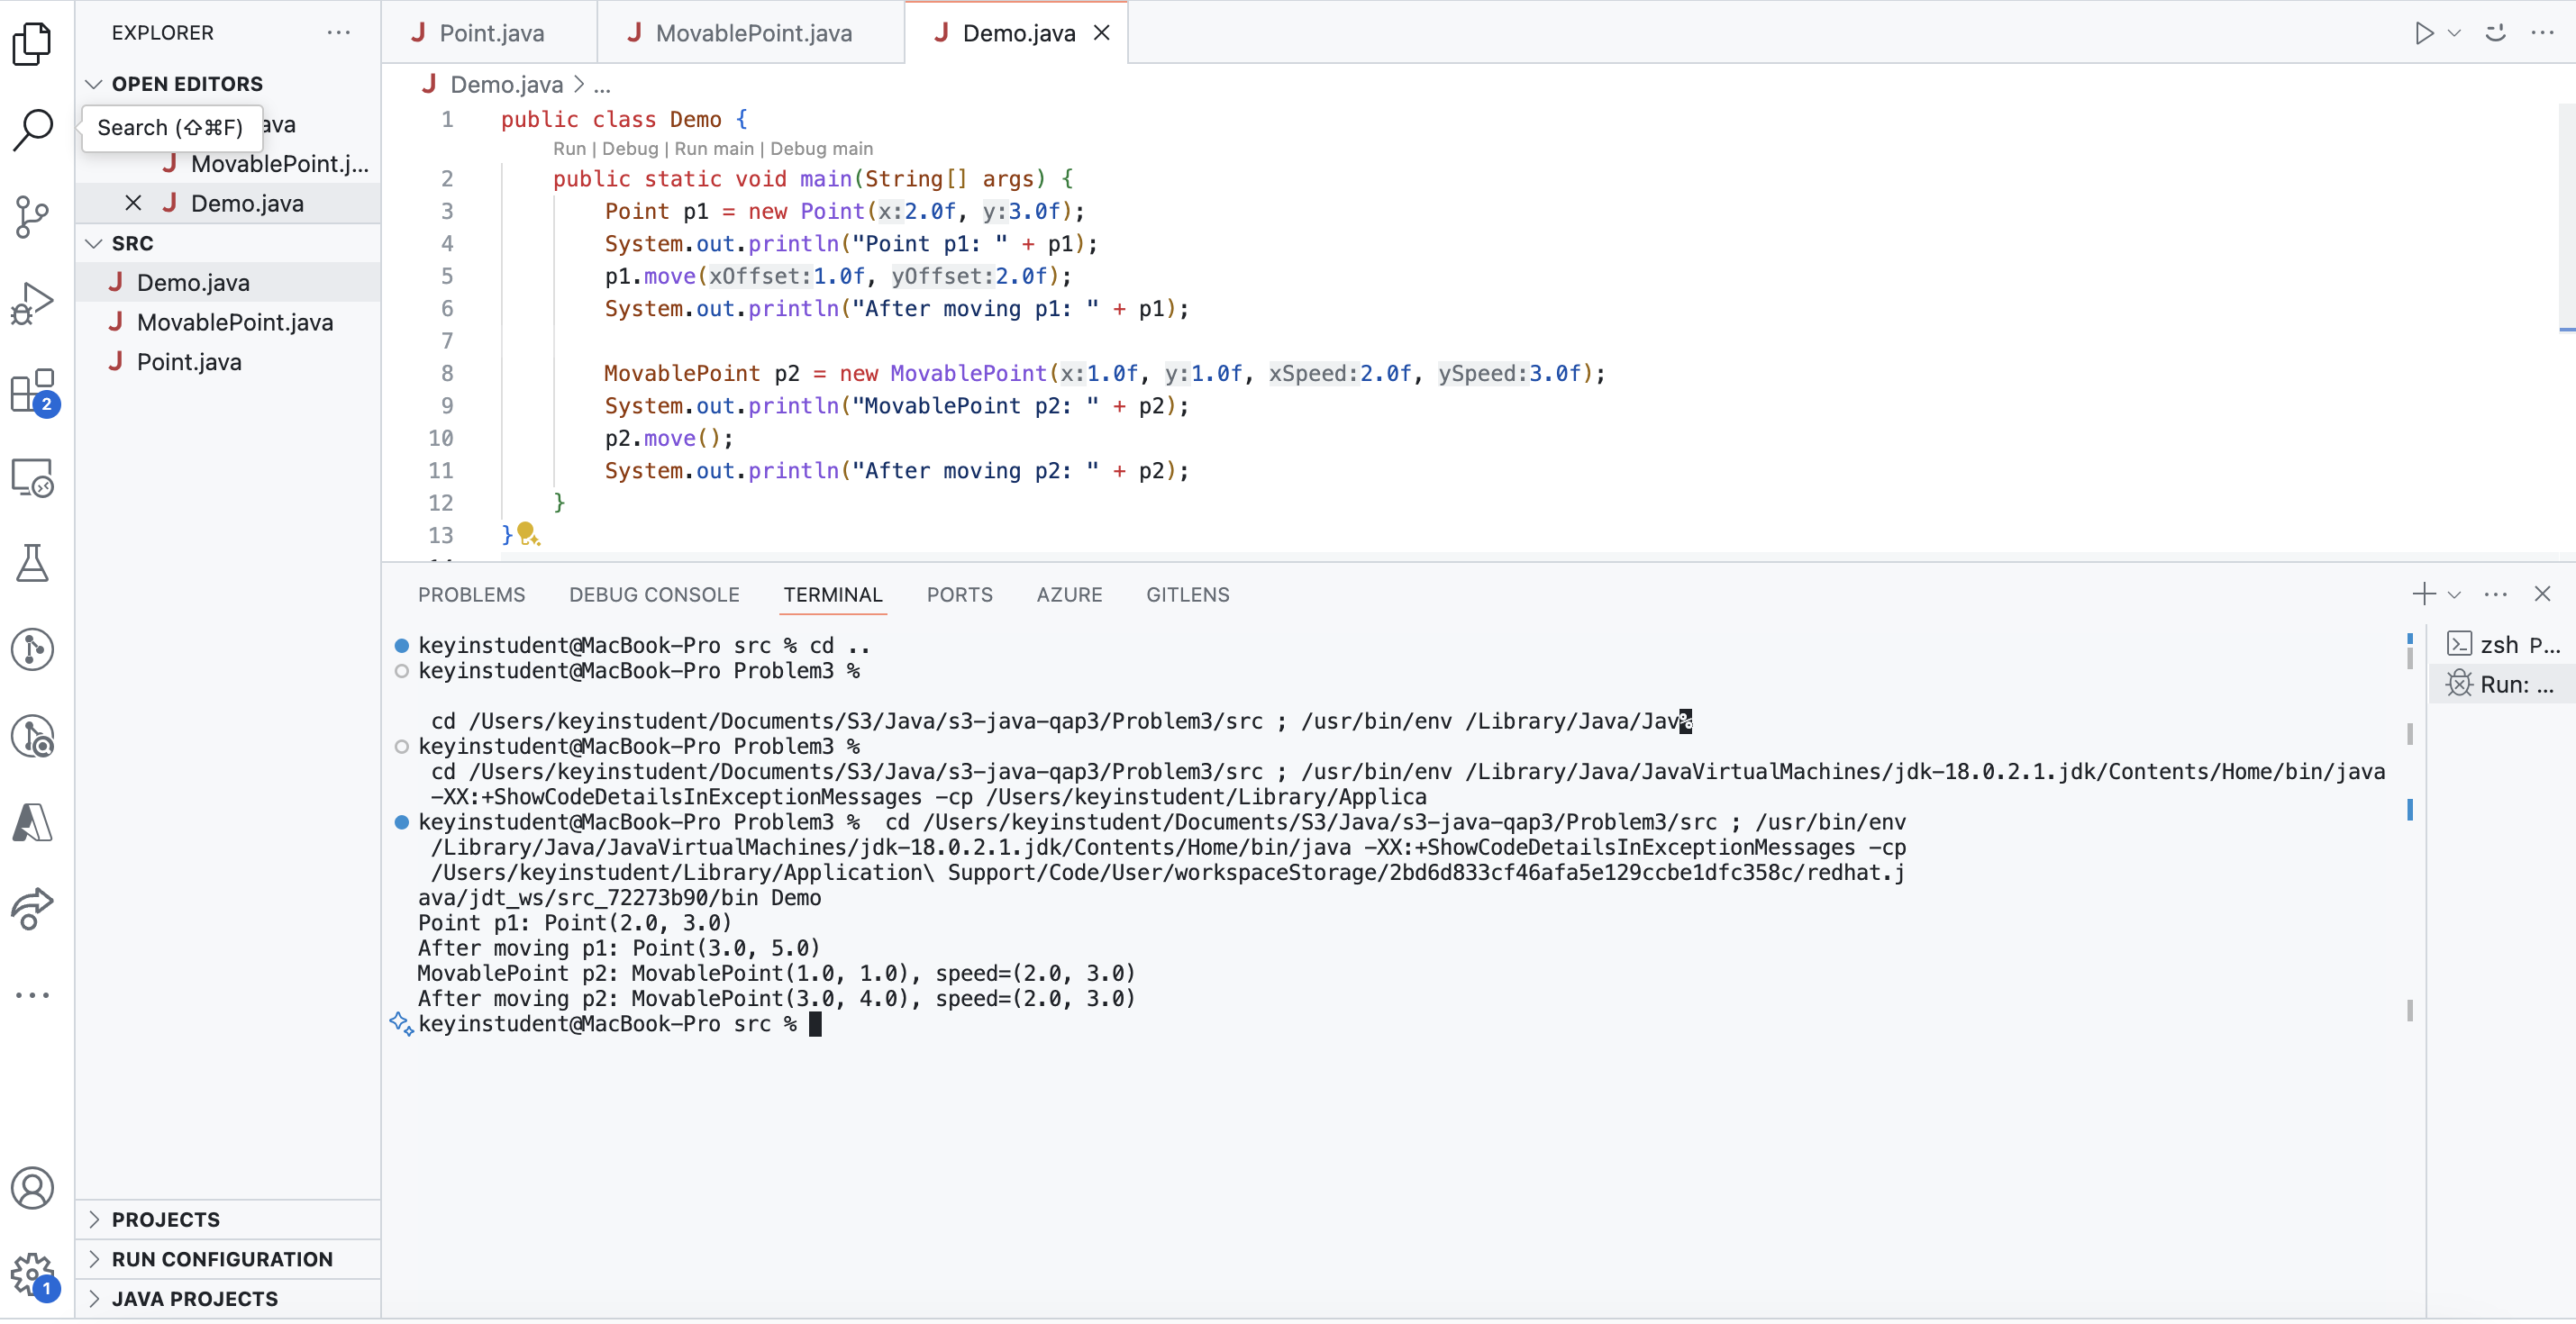 EXPLORER
OPEN EDITORS
Search (⇧⌘F)
ava
MovablePoint.j...
Demo.java
SRC
Demo.java
MovablePoint.java
Point.java
PROJECTS
RUN CONFIGURATION
JAVA PROJECTS
2
1
Point.java
MovablePoint.java
Demo.java
Demo.java > ...
1 public class Demo {
Run | Debug | Run main | Debug main
2 public static void main(String[] args) {
3 Point p1 = new Point(x:2.0f, y:3.0f);
4 System.out.println("Point p1: " + p1);
5 p1.move(xOffset:1.0f, yOffset:2.0f);
6 System.out.println("After moving p1: " + p1);
7
8 MovablePoint p2 = new MovablePoint(x:1.0f, y:1.0f, xSpeed:2.0f, ySpeed:3.0f);
9 System.out.println("MovablePoint p2: " + p2);
10 p2.move();
11 System.out.println("After moving p2: " + p2);
12 }
13 }
PROBLEMS DEBUG CONSOLE TERMINAL PORTS AZURE GITLENS
keyinstudent@MacBook-Pro src % cd ..
keyinstudent@MacBook-Pro Problem3 %
cd /Users/keyinstudent/Documents/S3/Java/s3-java-qap3/Problem3/src ; /usr/bin/env /Library/Java/Jav%
keyinstudent@MacBook-Pro Problem3 %
cd /Users/keyinstudent/Documents/S3/Java/s3-java-qap3/Problem3/src ; /usr/bin/env /Library/Java/JavaVirtualMachines/jdk-18.0.2.1.jdk/Contents/Home/bin/java
-XX:+ShowCodeDetailsInExceptionMessages -cp /Users/keyinstudent/Library/Applica
keyinstudent@MacBook-Pro Problem3 % cd /Users/keyinstudent/Documents/S3/Java/s3-java-qap3/Problem3/src ; /usr/bin/env
/Library/Java/JavaVirtualMachines/jdk-18.0.2.1.jdk/Contents/Home/bin/java -XX:+ShowCodeDetailsInExceptionMessages -cp
/Users/keyinstudent/Library/Application\ Support/Code/User/workspaceStorage/2bd6d833cf46afa5e129ccbe1dfc358c/redhat.j
ava/jdt_ws/src_72273b90/bin Demo
Point p1: Point(2.0, 3.0)
After moving p1: Point(3.0, 5.0)
MovablePoint p2: MovablePoint(1.0, 1.0), speed=(2.0, 3.0)
After moving p2: MovablePoint(3.0, 4.0), speed=(2.0, 3.0)
keyinstudent@MacBook-Pro src %
zsh P...
Run: ...